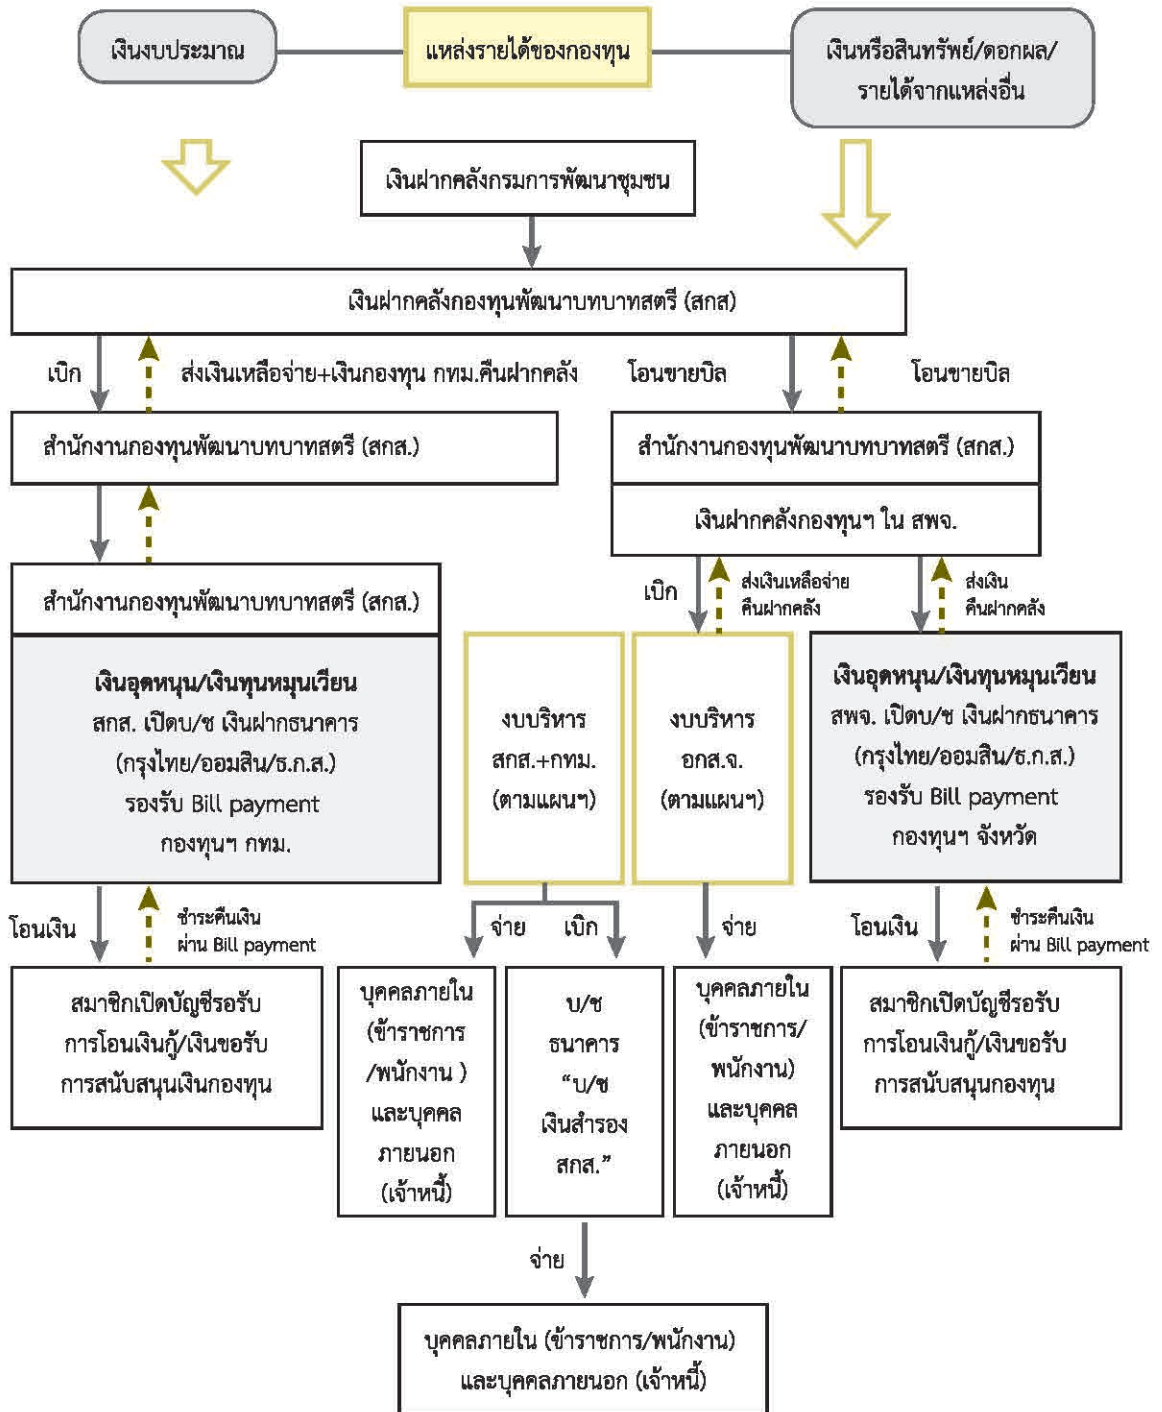 เงินงบประมาณ
แหล่งรายได้ของกองทุน
เงินหรือสินทรัพย์/ดอกผล/
รายได้จากแหล่งอื่น
เงินฝากคลังกรมการพัฒนาชุมชน
เงินฝากคลังกองทุนพัฒนาบทบาทสตรี (สกส)
เบิก
ส่งเงินเหลือจ่าย+เงินกองทุน กทม.คืนฝากคลัง
โอนขายบิล
โอนขายบิล
สำนักงานกองทุนพัฒนาบทบาทสตรี (สกส.)
สำนักงานกองทุนพัฒนาบทบาทสตรี (สกส.)
เงินฝากคลังกองทุนฯ ใน สพจ.
เบิก
ส่งเงินเหลือจ่าย
คืนฝากคลัง
ส่งเงิน
คืนฝากคลัง
สำนักงานกองทุนพัฒนาบทบาทสตรี (สกส.)
เงินอุดหนุน/เงินทุนหมุนเวียน
สกส. เปิดบ/ช เงินฝากธนาคาร
(กรุงไทย/ออมสิน/ธ.ก.ส.)
รองรับ Bill payment
กองทุนฯ กทม.
งบบริหาร
สกส.+กทม.
(ตามแผนฯ)
งบบริหาร
อกส.จ.
(ตามแผนฯ)
เงินอุดหนุน/เงินทุนหมุนเวียน
สพจ. เปิดบ/ช เงินฝากธนาคาร
(กรุงไทย/ออมสิน/ธ.ก.ส.)
รองรับ Bill payment
กองทุนฯ จังหวัด
โอนเงิน
ชำระคืนเงิน
ผ่าน Bill payment
จ่าย
เบิก
จ่าย
โอนเงิน
ชำระคืนเงิน
ผ่าน Bill payment
สมาชิกเปิดบัญชีรอรับ
การโอนเงินกู้/เงินขอรับ
การสนับสนุนเงินกองทุน
บุคคลภายใน
(ข้าราชการ
/พนักงาน )
และบุคคล
ภายนอก
(เจ้าหนี้)
บ/ช
ธนาคาร
“บ/ช
เงินสำรอง
สกส.”
บุคคลภายใน
(ข้าราชการ/
พนักงาน)
และบุคคล
ภายนอก
(เจ้าหนี้)
สมาชิกเปิดบัญชีรอรับ
การโอนเงินกู้/เงินขอรับ
การสนับสนุนกองทุน
จ่าย
บุคคลภายใน (ข้าราชการ/พนักงาน)
และบุคคลภายนอก (เจ้าหนี้)